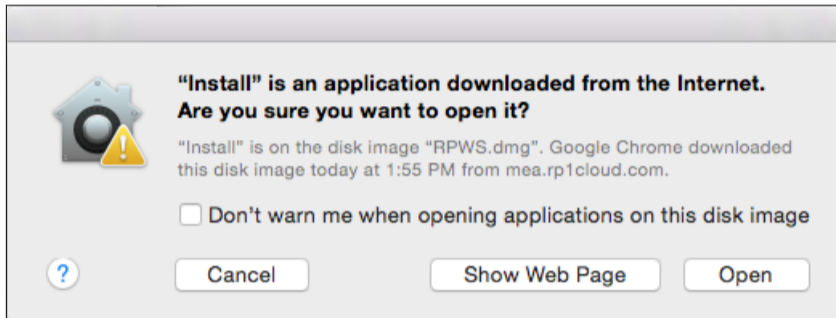 “Install” is an application downloaded from the Internet.
Are you sure you want to open it?
“Install” is on the disk image “RPWS.dmg”. Google Chrome downloaded
this disk image today at 1:55 PM from mea.rp1cloud.com.
Don’t warn me when opening applications on this disk image
?
Cancel
Show Web Page
Open